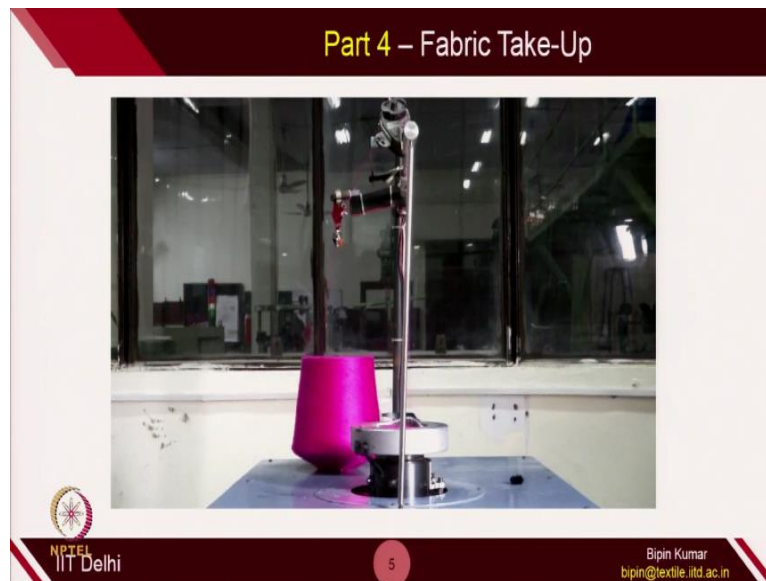 Part 4 – Fabric Take-Up
NPTEL
IIT Delhi
5
Bipin Kumar
bipin@textile.iitd.ac.in